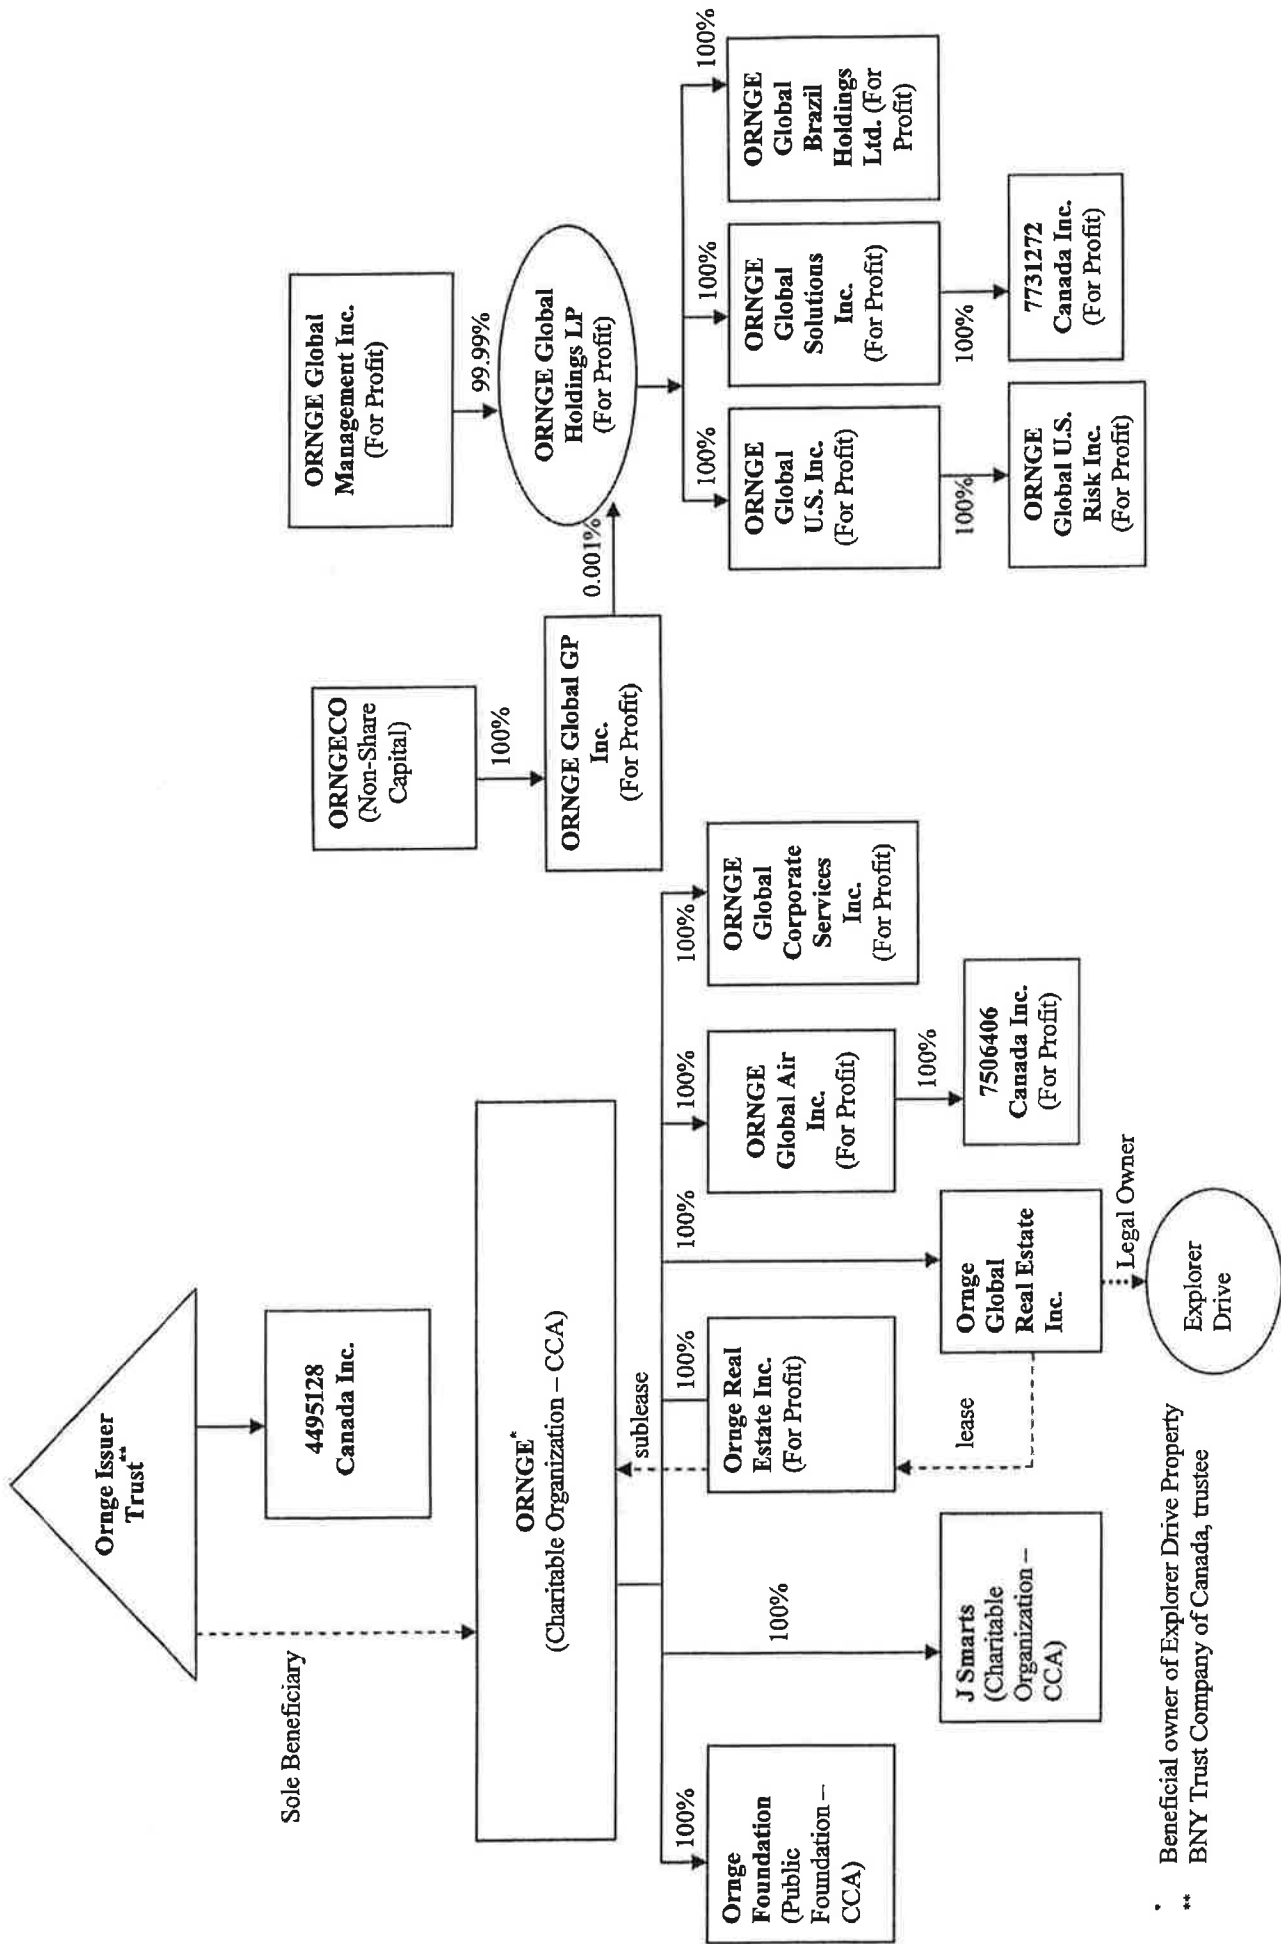 Ornge Issuer
Trust**
4495128
Canada Inc.
Sole Beneficiary
ORNGE*
(Charitable Organization – CCA)
sublease
100%
Ornge
Foundation
(Public
Foundation –
CCA)
100%
J Smarts
(Charitable
Organization –
CCA)
100%
Ornge Real
Estate Inc.
(For Profit)
lease
100%
Ornge
Global
Real Estate
Inc.
Legal Owner
Explorer
Drive
100%
ORNGE
Global Air
Inc.
(For Profit)
100%
7506406
Canada Inc.
(For Profit)
100%
ORNGE
Global
Corporate
Services
Inc.
(For Profit)
ORNGECO
(Non-Share
Capital)
100%
ORNGE Global GP
Inc.
(For Profit)
0.001%
ORNGE Global
Management Inc.
(For Profit)
99.99%
ORNGE Global
Holdings LP
(For Profit)
100%
ORNGE
Global
U.S. Inc.
(For Profit)
100%
ORNGE
Global U.S.
Risk Inc.
(For Profit)
100%
ORNGE
Global
Solutions
Inc.
(For Profit)
100%
7731272
Canada Inc.
(For Profit)
100%
ORNGE
Global
Brazil
Holdings
Ltd. (For
Profit)
* Beneficial owner of Explorer Drive Property
** BNY Trust Company of Canada, trustee